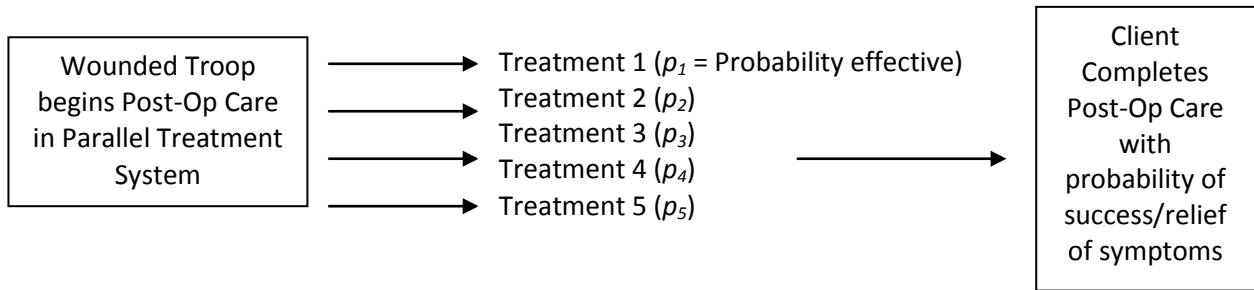 Wounded Troop
begins Post-Op Care
in Parallel Treatment
System
Treatment 1 (p1 = Probability effective)
Treatment 2 (p2)
Treatment 3 (p3)
Treatment 4 (p4)
Treatment 5 (p5)
Client
Completes
Post-Op Care
with
probability of
success/relief
of symptoms